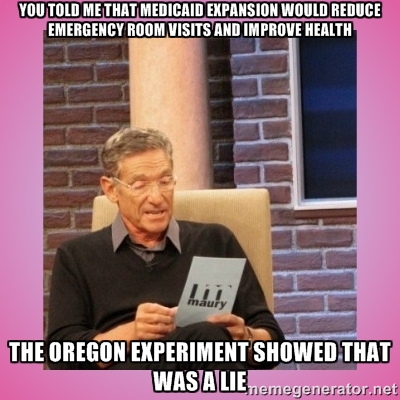 YOU TOLD ME THAT MEDICAID EXPANSION WOULD REDUCE
EMERGENCY ROOM VISITS AND IMPROVE HEALTH
maury
THE OREGON EXPERIMENT SHOWED THAT
WAS A LIE
memegenerator.net